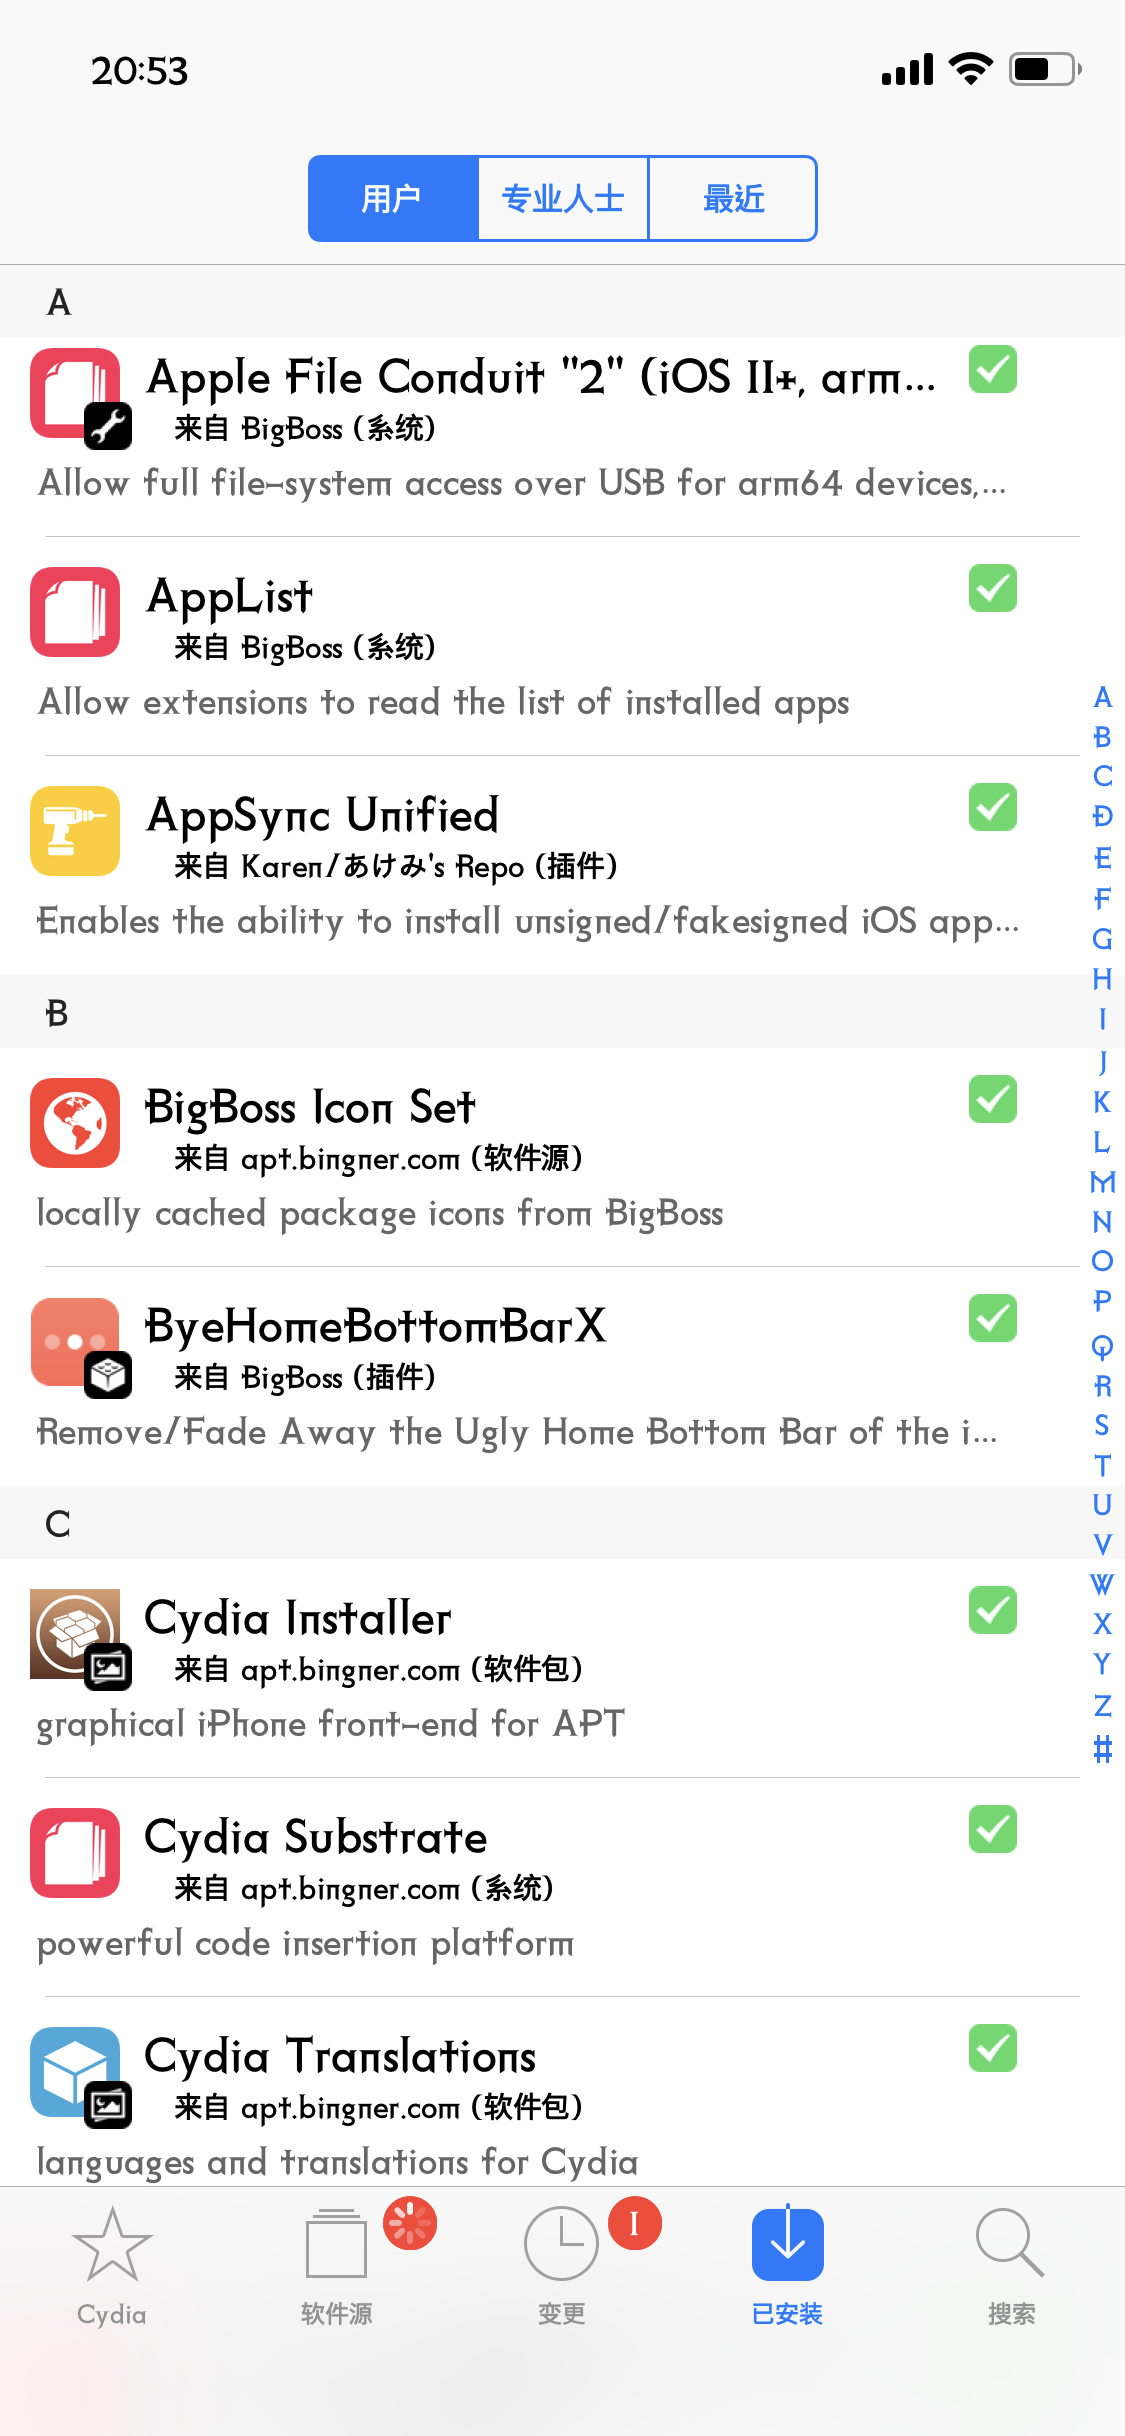 20:53
用户 专业人士 最近
A
Apple File Conduit "2" (iOS 11+, arm...
来自 BigBoss (系统)
Allow full file-system access over USB for arm64 devices,...
AppList
来自 BigBoss (系统)
Allow extensions to read the list of installed apps
AppSync Unified
来自 Karen/あけみ's Repo (插件)
Enables the ability to install unsigned/fakesigned iOS app...
B
BigBoss Icon Set
来自 apt.bingner.com (软件源)
locally cached package icons from BigBoss
ByeHomeBottomBarX
来自 BigBoss (插件)
Remove/Fade Away the Ugly Home Bottom Bar of the i...
C
Cydia Installer
来自 apt.bingner.com (软件包)
graphical iPhone front-end for APT
Cydia Substrate
来自 apt.bingner.com (系统)
powerful code insertion platform
Cydia Translations
来自 apt.bingner.com (软件包)
languages and translations for Cydia
A
B
C
D
E
F
G
H
I
J
K
L
M
N
O
P
Q
R
S
T
U
V
W
X
Y
Z
#
1
Cydia 软件源 变更 已安装 搜索